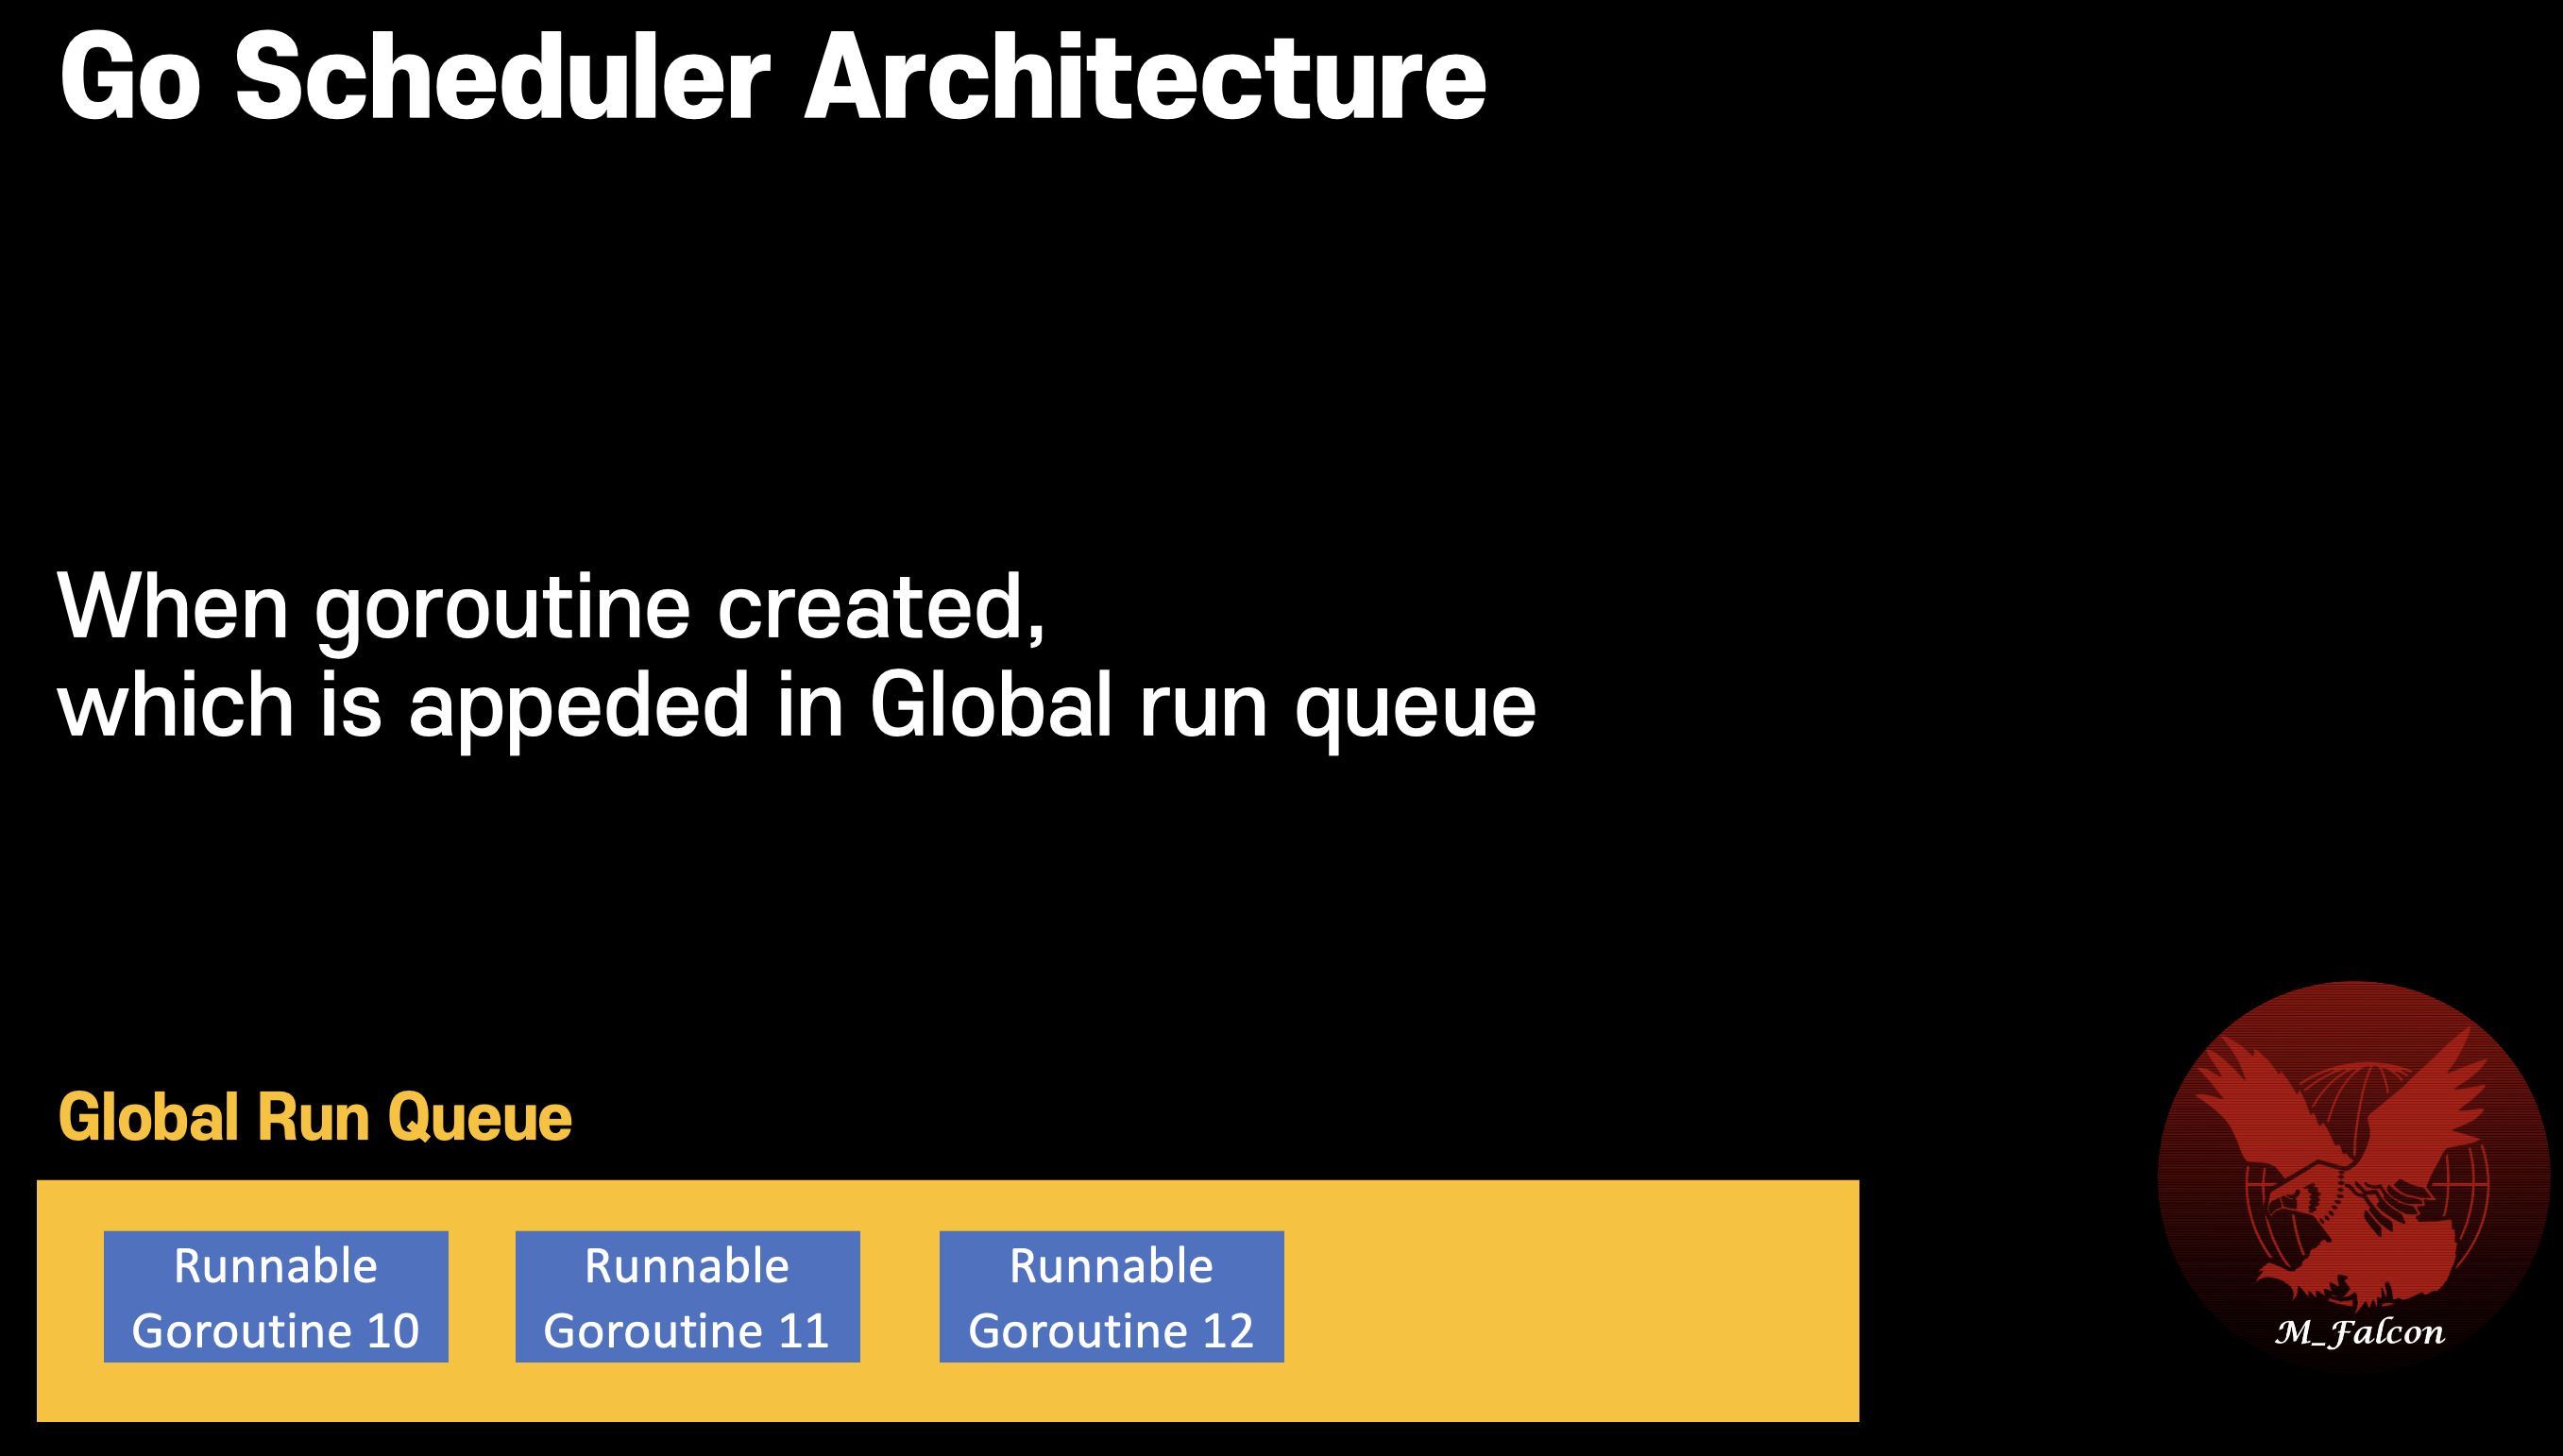 Go Scheduler Architecture
When goroutine created,
which is appeded in Global run queue
Global Run Queue
Runnable
Goroutine 10
Runnable
Goroutine 11
Runnable
Goroutine 12
M_Falcon